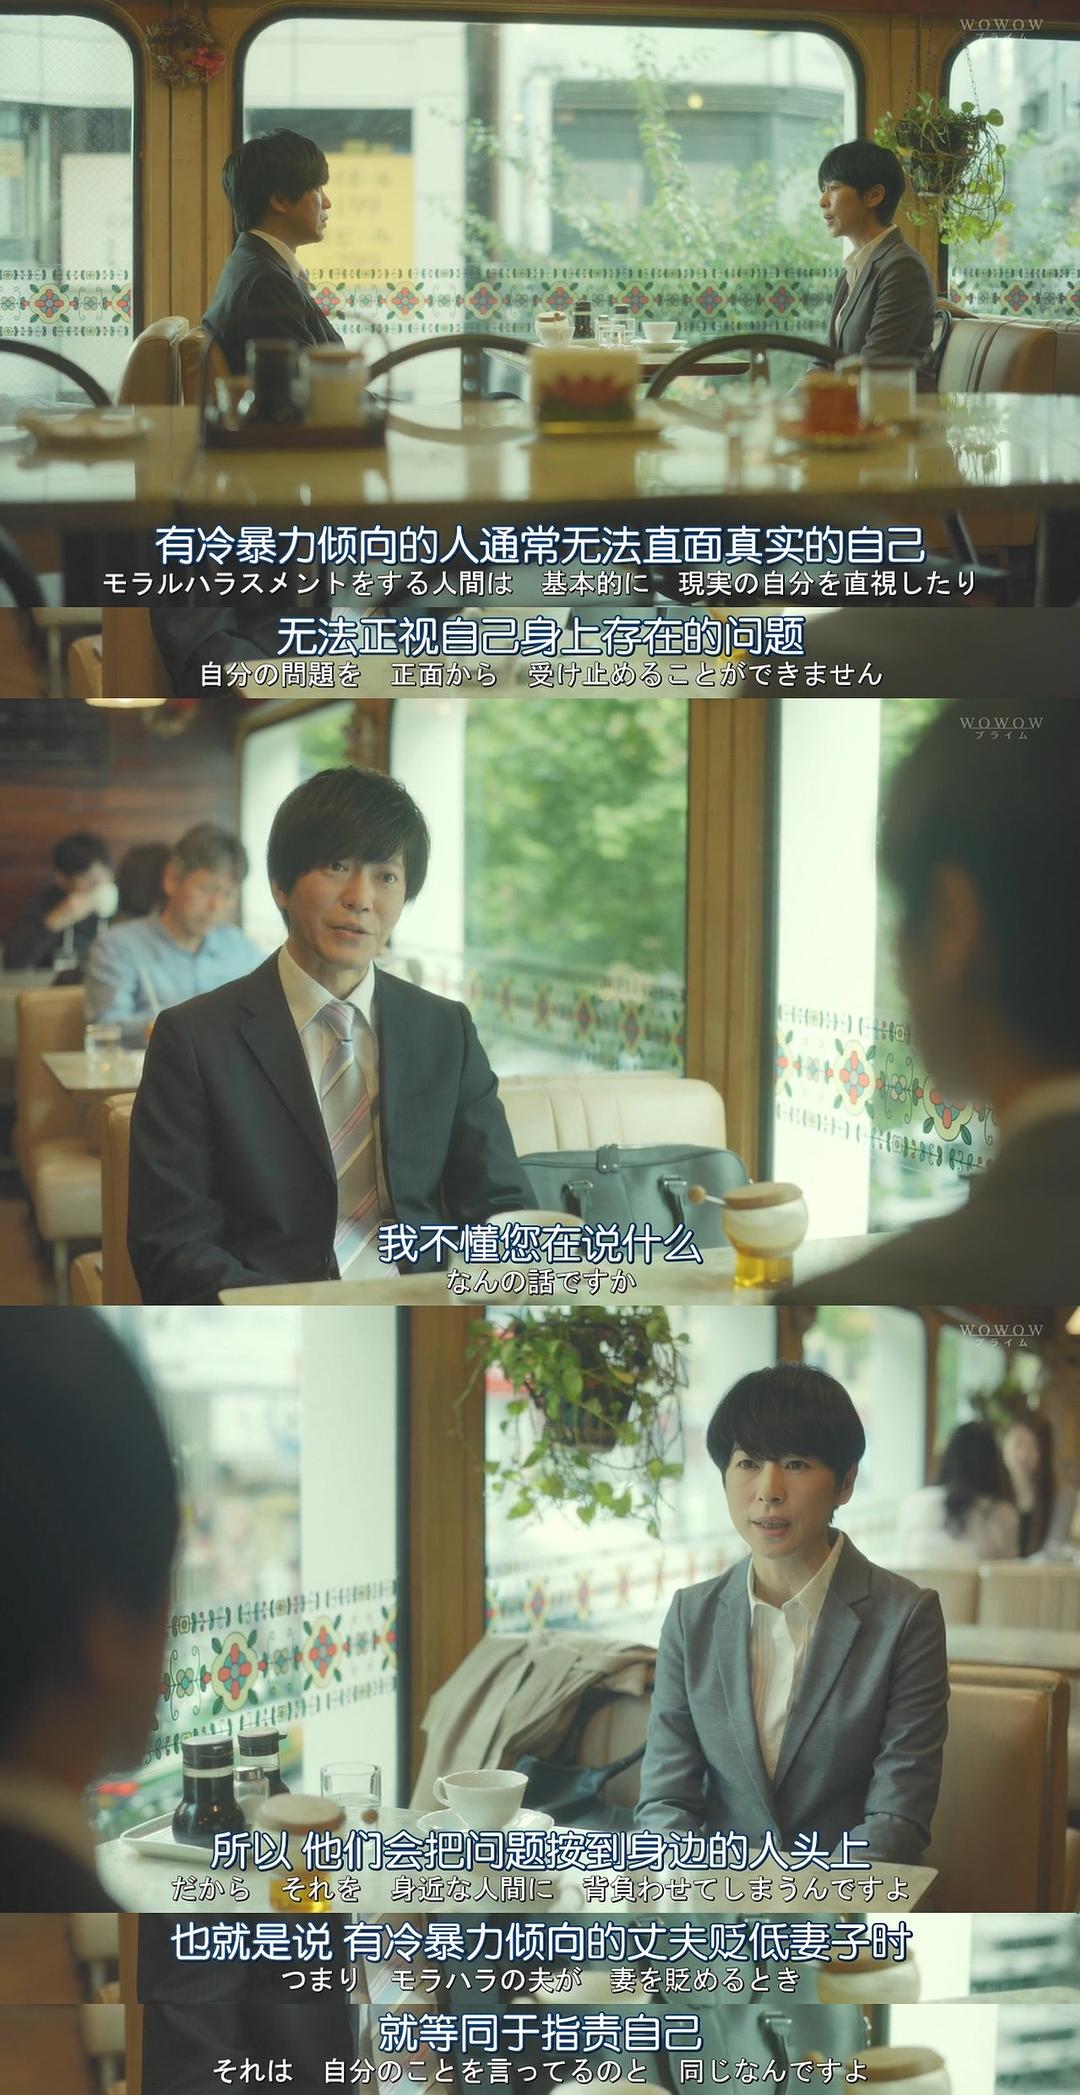 WOWOW
プライム
有冷暴力倾向的人通常无法直面真实的自己
モラルハラスメントをする人間は　基本的に　現実の自分を直視したり
无法正视自己身上存在的问题
自分の問題を　正面から　受け止めることができません
WOWOW
プライム
我不懂您在说什么
なんの話ですか
WOWOW
プライム
所以 他们会把问题按到身边的人头上
だから　それを　身近な人間に　背負わせてしまうんですよ
也就是说 有冷暴力倾向的丈夫贬低妻子时
つまり　モラハラの夫が　妻を貶めるとき
就等同于指责自己
それは　自分のことを言ってるのと　同じなんですよ